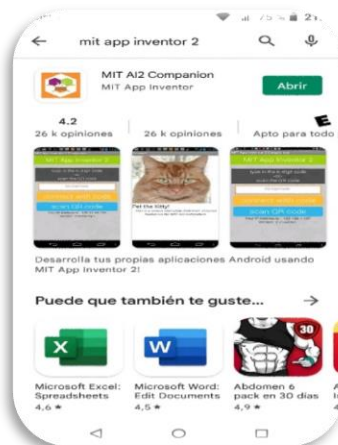 mit app inventor 2
MIT AI2 Companion
MIT App Inventor
Abrir
4.2
26 k opiniones
26 k opiniones
E
Apto para todo
MIT App Inventor 2
MIT App Inventor 2
connect with code
scan QR code
Pet the Kitty!
scan QR code
Desarrolla tus propias aplicaciones Android usando
MIT App Inventor 2!
Puede que también te guste...
X
W
30
Microsoft Excel:
Spreadsheets
4,6 ★
Microsoft Word:
Edit Documents
4,5 ★
Abdomen 6
pack en 30 días
4,9 ★